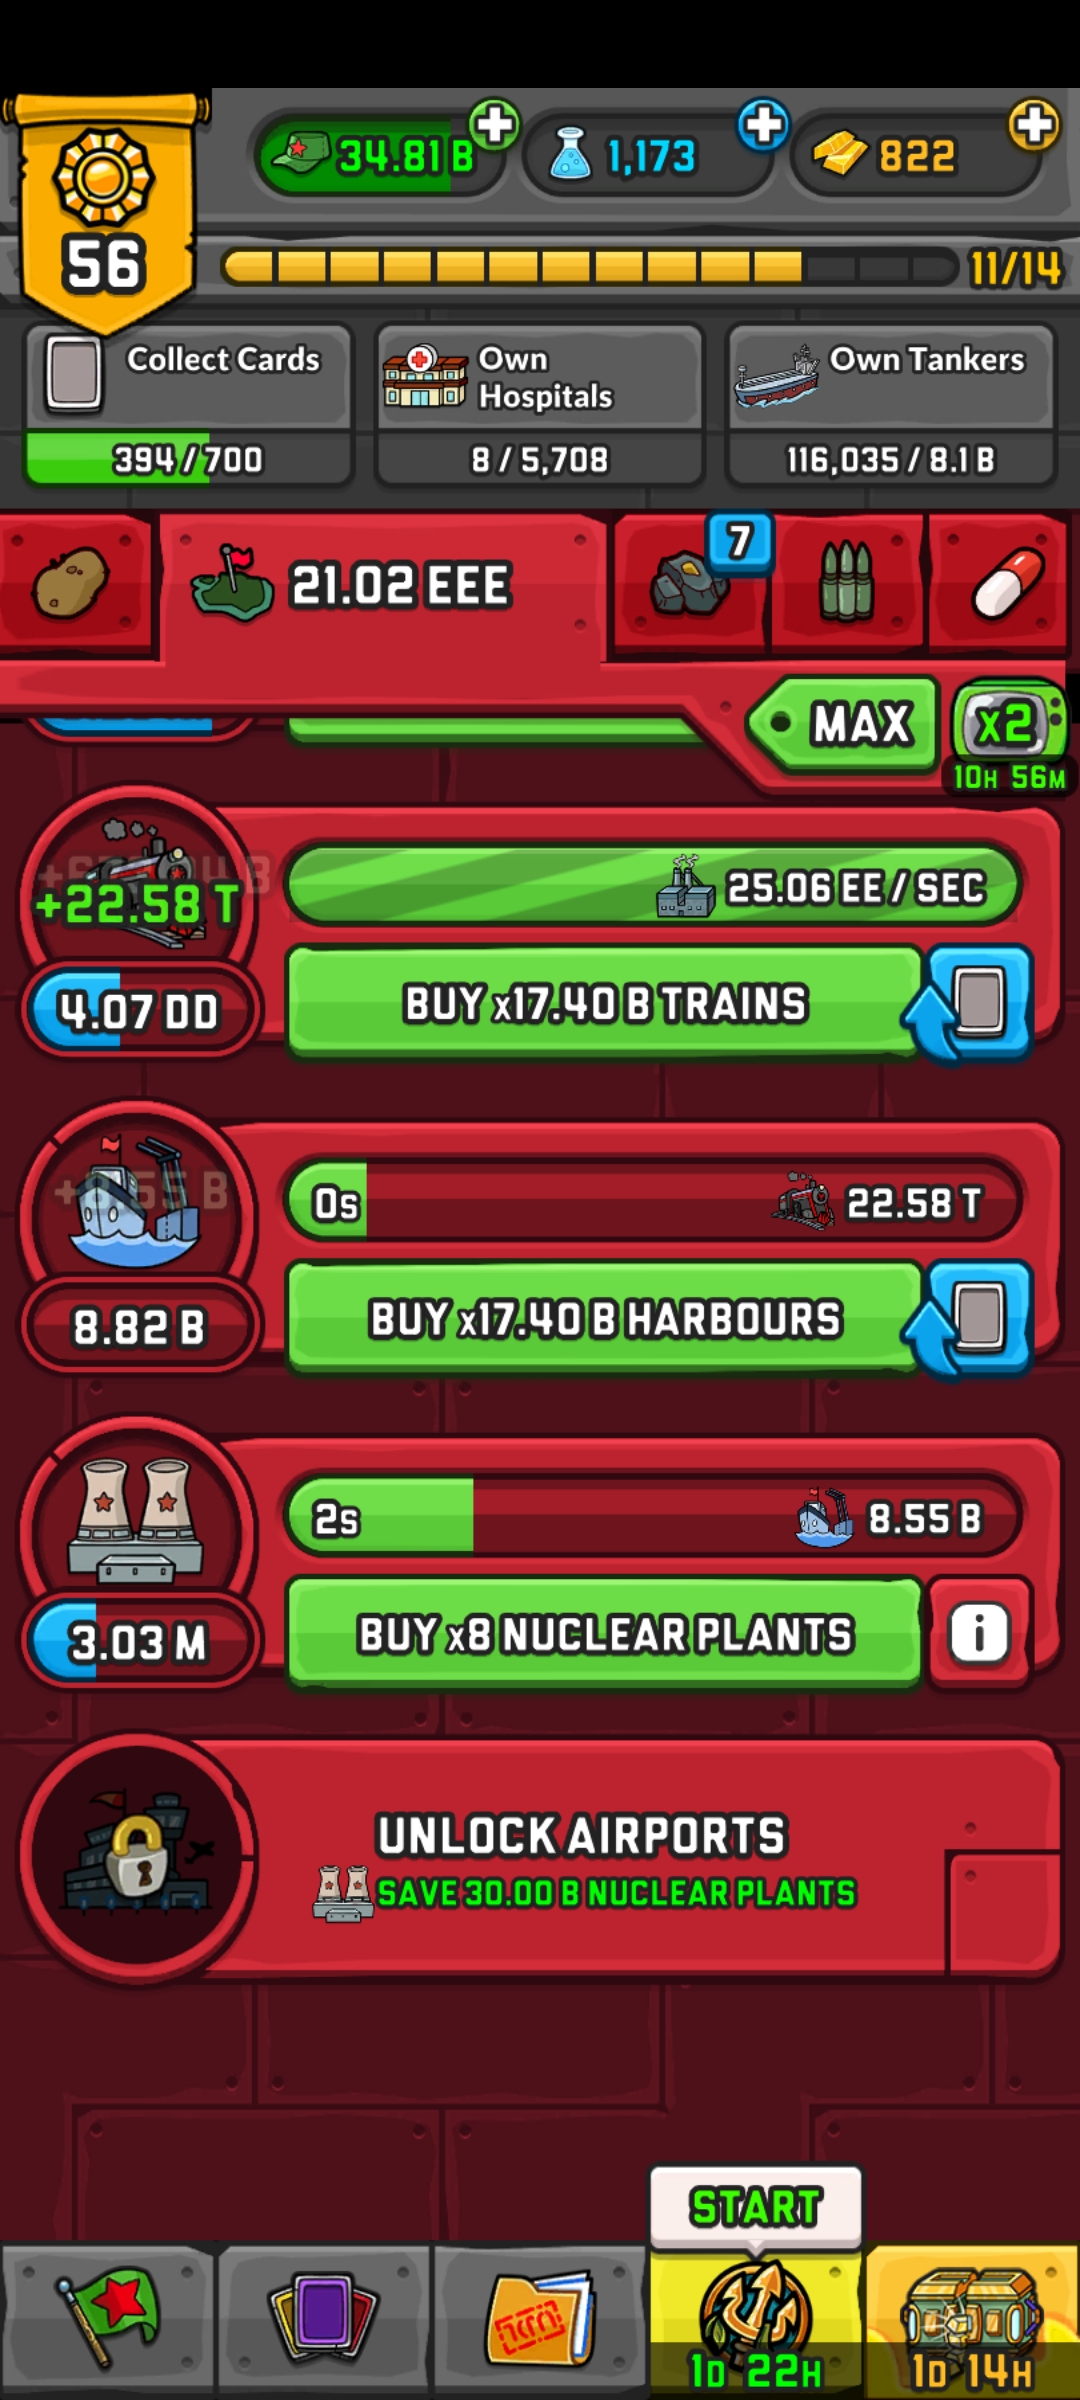 34.81 B
1,173
822
56
11/14
Collect Cards
394 / 700
Own
Hospitals
8 / 5,708
Own Tankers
116,035 / 8.1 B
21.02 EEE
7
MAX
x2
10H 56M
+22.58 T
25.06 EE / SEC
4.07 DD
BUY x17.40 B TRAINS
0s
22.58 T
8.82 B
BUY x17.40 B HARBOURS
2s
8.55 B
3.03 M
BUY x8 NUCLEAR PLANTS
i
UNLOCK AIRPORTS
SAVE 30.00 B NUCLEAR PLANTS
START
1D 22H
1D 14H